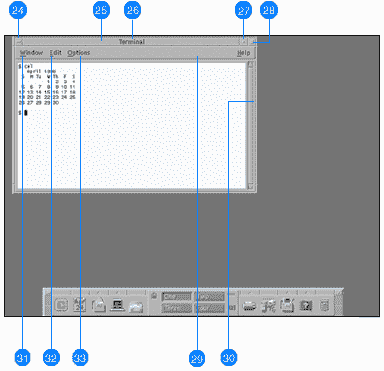 24 25 26 27 28
Terminal
Window Edit Options Help
$ cal
April
S M Tu W Th F S
1 2 3 4
5 6 7 8 9 10 11
12 13 14 15 16 17 18
19 20 21 22 23 24 25
26 27 28 29 30
$
One
Three
31 32 33 29 30